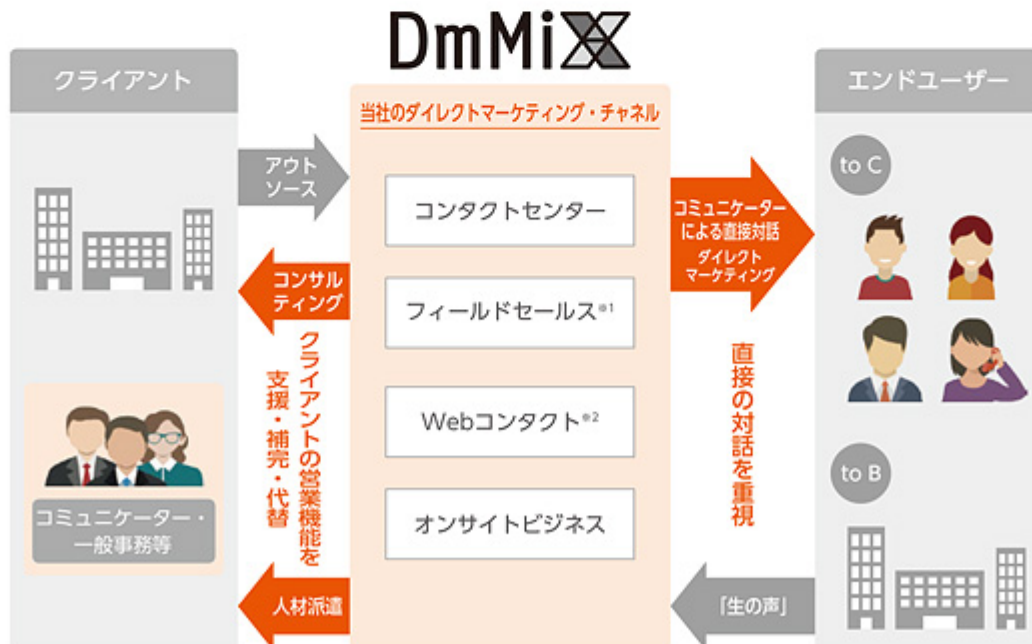 DmMiX
クライアント
当社のダイレクトマーケティング・チャネル
エンドユーザー
アウト
ソース
コンサル
ティング
クライアントの営業機能を
支援・補完・代替
コミュニケーター・
一般事務等
人材派遣
コンタクトセンター
フィールドセールス※1
Webコンタクト※2
オンサイトビジネス
コミュニケーター
による直接対話
ダイレクト
マーケティング
直接の対話を重視
「生の声」
to C
to B